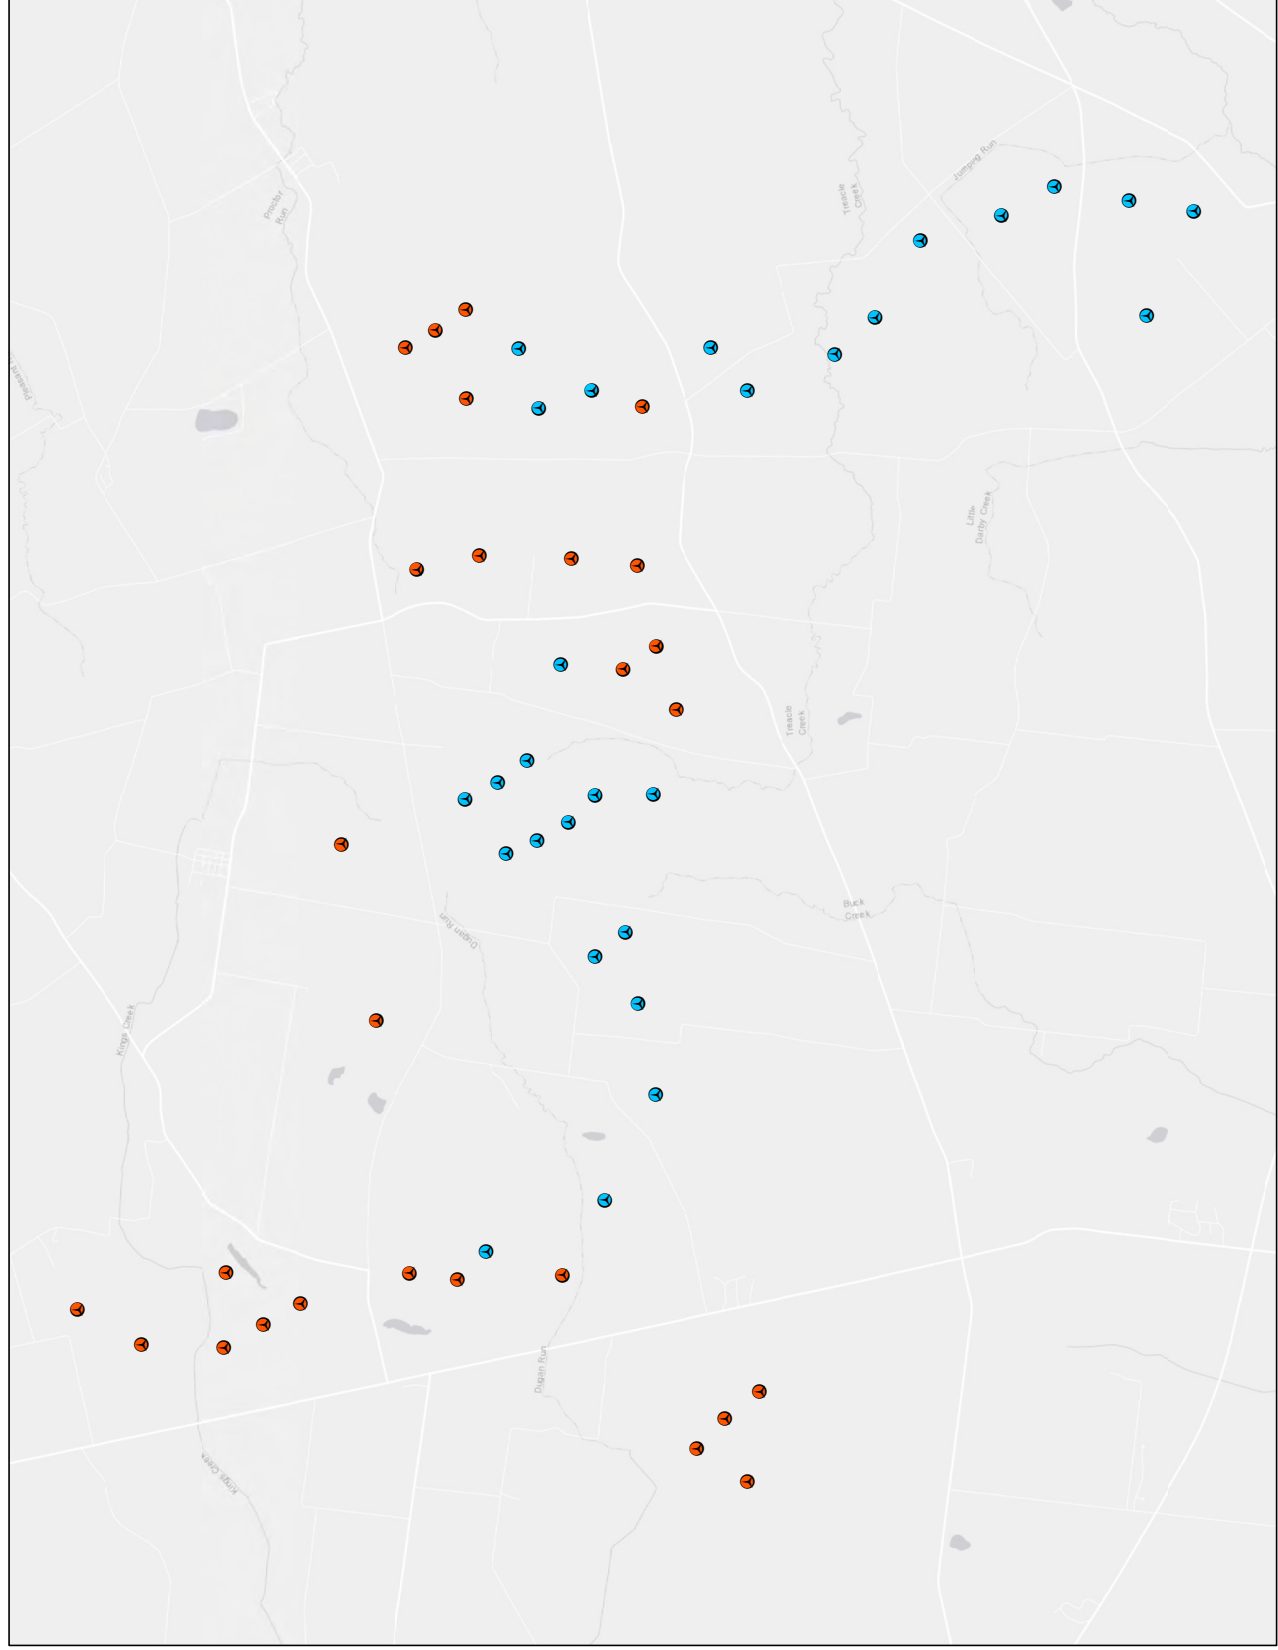 Jumping Run
Treacle
Creek
Proctor
Run
Pleasant
Little
Darby Creek
Treacle
Creek
Buck
Creek
Dugan Run
Kings Creek
Dugan Run
Kings Creek